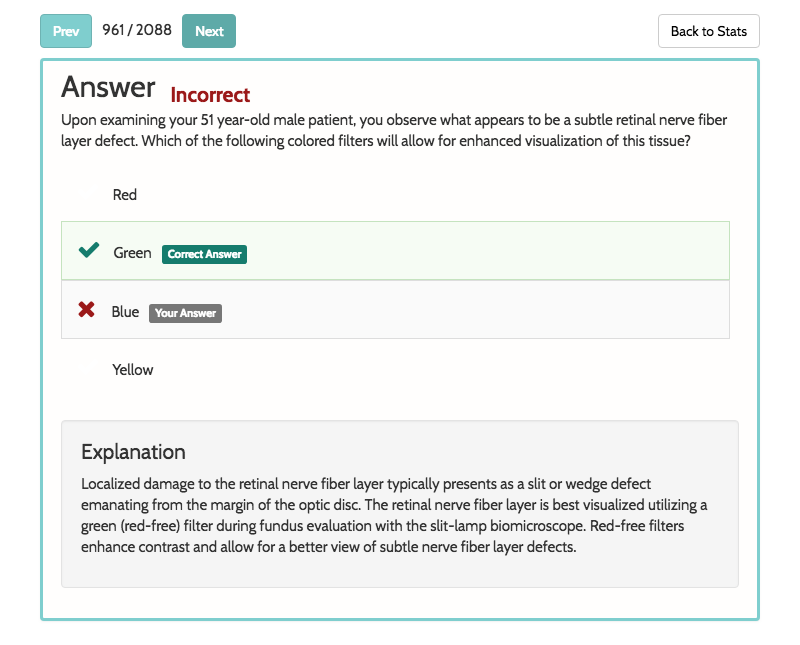 Prev 961 / 2088 Next Back to Stats
Answer Incorrect
Upon examining your 51 year-old male patient, you observe what appears to be a subtle retinal nerve fiber
layer defect. Which of the following colored filters will allow for enhanced visualization of this tissue?
Red
Green Correct Answer
Blue Your Answer
Yellow
Explanation
Localized damage to the retinal nerve fiber layer typically presents as a slit or wedge defect
emanating from the margin of the optic disc. The retinal nerve fiber layer is best visualized utilizing a
green (red-free) filter during fundus evaluation with the slit-lamp biomicroscope. Red-free filters
enhance contrast and allow for a better view of subtle nerve fiber layer defects.